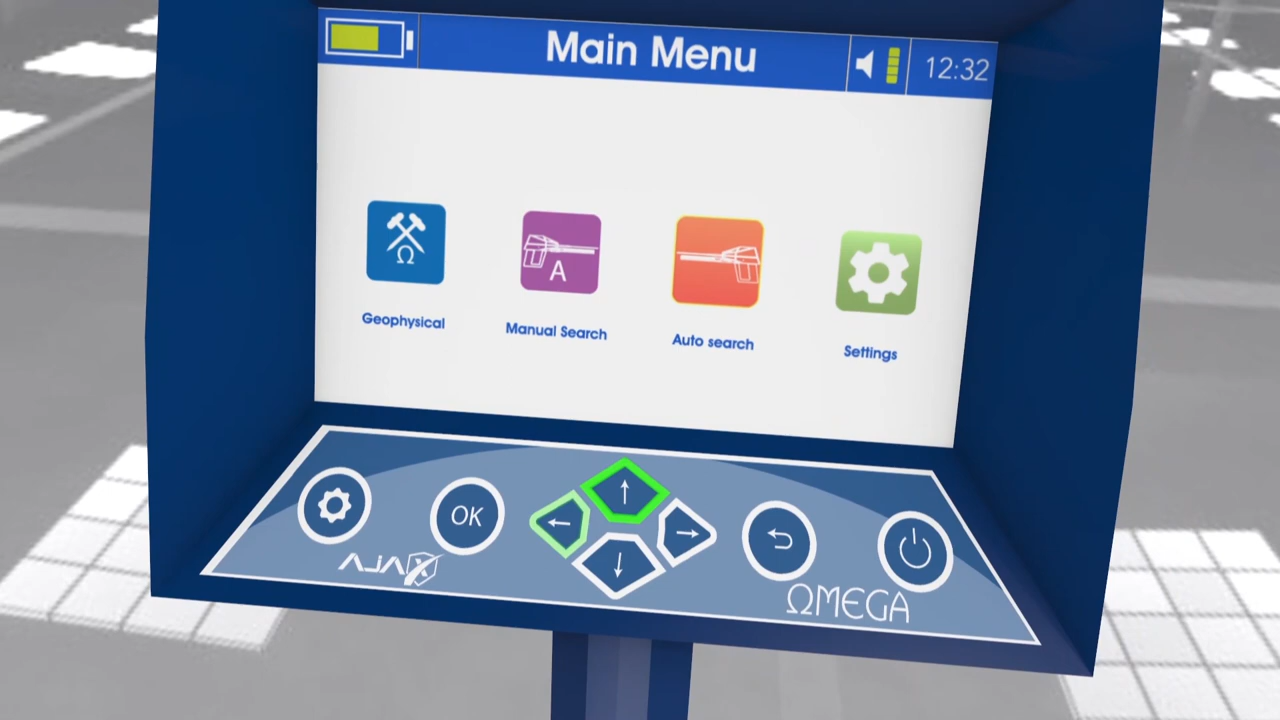 Main Menu
12:32
Ω
A
Geophysical
Manual Search
Auto search
Settings
OK
AJAX
ΩMEGA